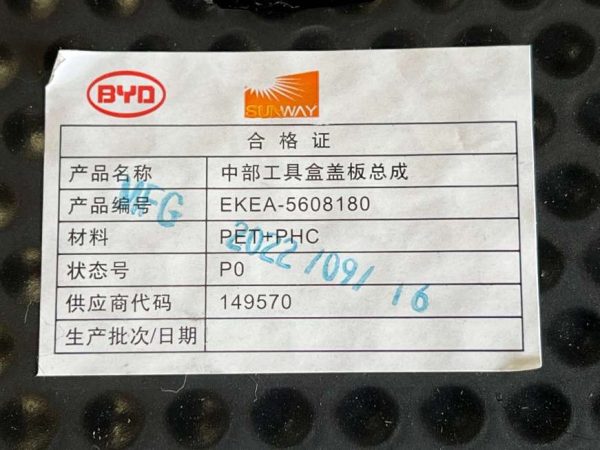 BYD
SUNWAY
合格证
产品名称 中部工具盒盖板总成
产品编号 EKEA-5608180
材料 PET+PHC
状态号 P0
供应商代码 149570
生产批次/日期
MFG 2022/09/16